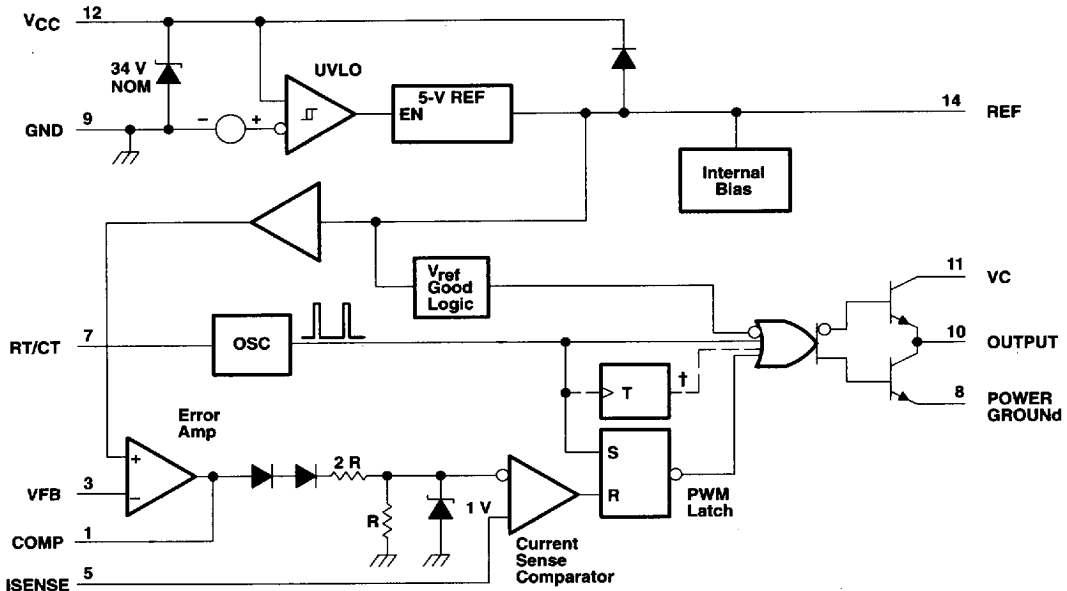 VCC 12
34 V
NOM
UVLO
5-V REF
EN
14
REF
9
GND
− +
Internal
Bias
Vref
Good
Logic
11
VC
7
RT/CT
OSC
10
OUTPUT
T
†
8
POWER
GROUNd
Error
Amp
+
−
2 R
S
R
PWM
Latch
3
VFB
R
1 V
1
COMP
Current
Sense
Comparator
5
ISENSE